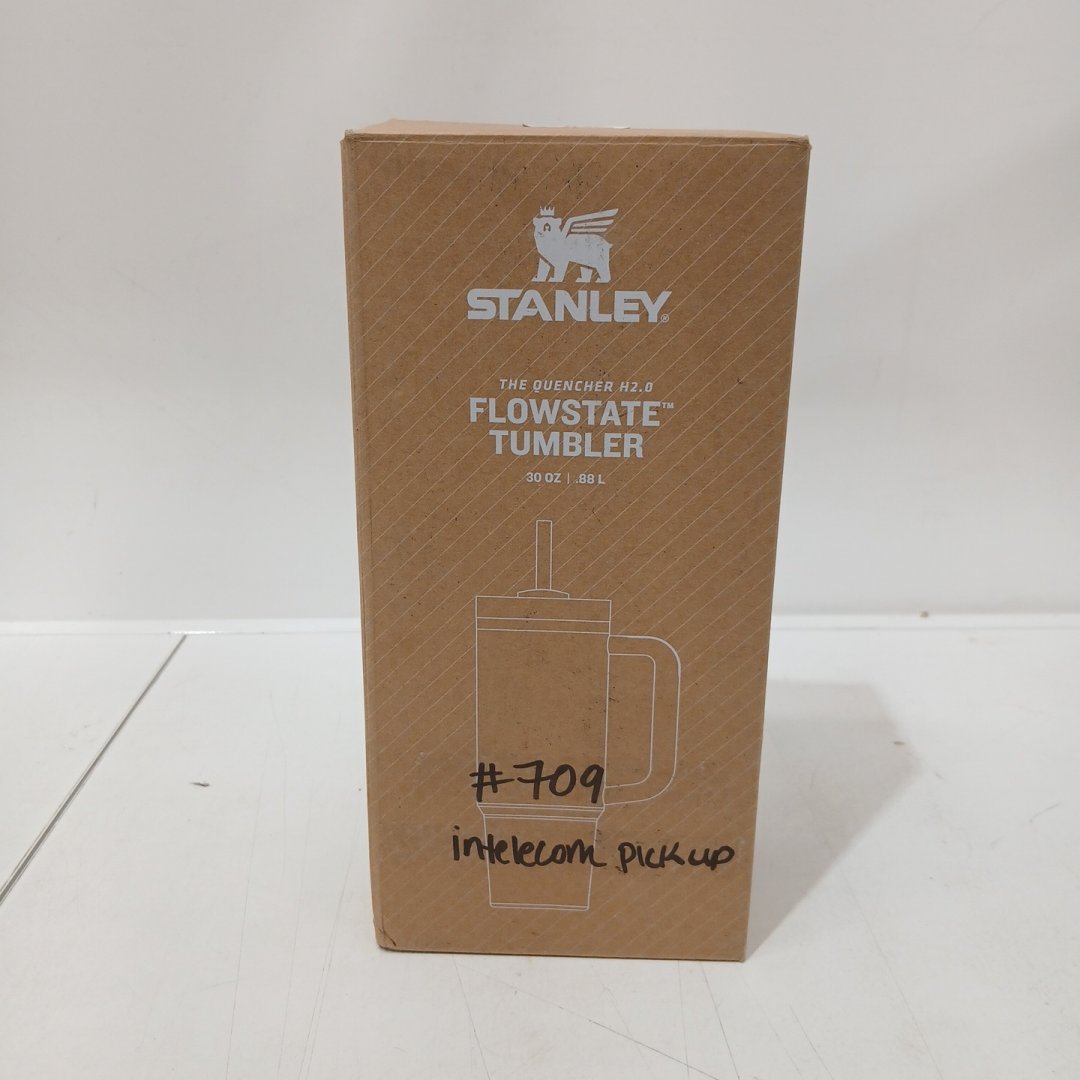 STANLEY®
THE QUENCHER H2.0
FLOWSTATE™
TUMBLER
30 OZ | .88 L
#709
intelecom pickup